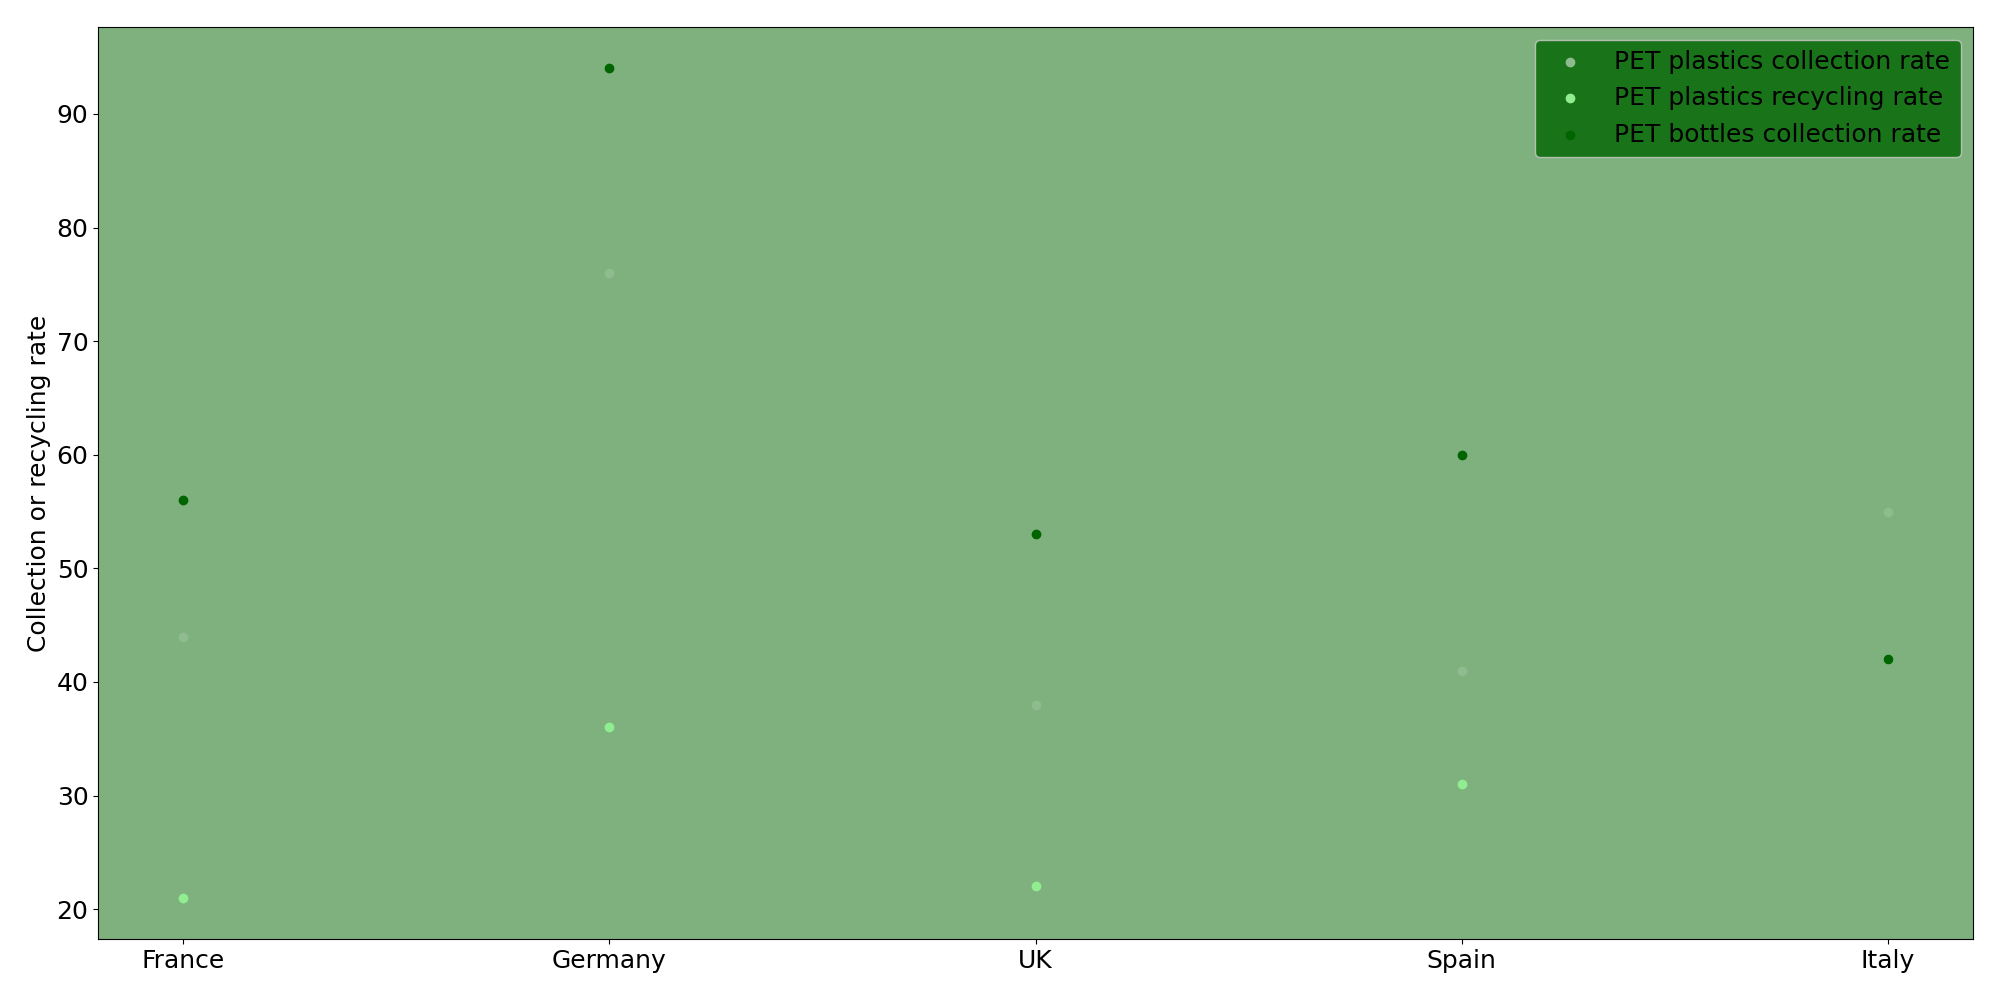 PET plastics collection rate
PET plastics recycling rate
PET bottles collection rate
Collection or recycling rate
90
80
70
60
50
40
30
20
France Germany UK Spain Italy